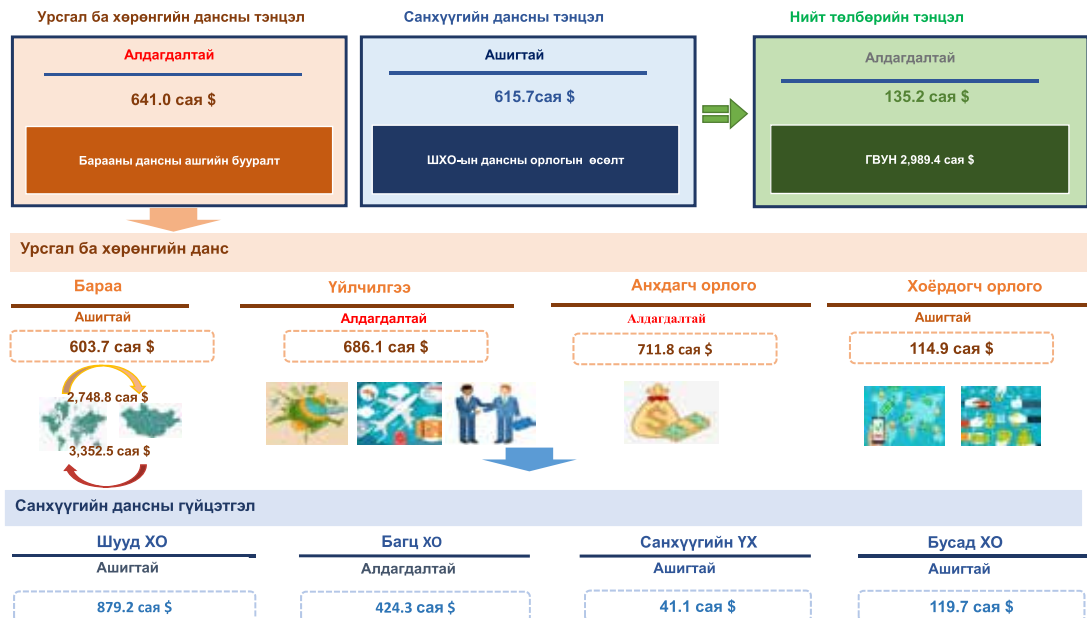 Урсгал ба хөрөнгийн дансны тэнцэл
Санхүүгийн дансны тэнцэл
Нийт төлбөрийн тэнцэл
Алдагдалтай
Ашигтай
Алдагдалтай
641.0 сая $
615.7сая $
135.2 сая $
Барааны дансны ашгийн бууралт
ШХО-ын дансны орлогын өсөлт
ГВУН 2,989.4 сая $
Урсгал ба хөрөнгийн данс
Бараа
Үйлчилгээ
Анхдагч орлого
Хоёрдогч орлого
Ашигтай
Алдагдалтай
Алдагдалтай
Ашигтай
603.7 сая $
686.1 сая $
711.8 сая $
114.9 сая $
2,748.8 сая $
3,352.5 сая $
Санхүүгийн дансны гүйцэтгэл
Шууд ХО
Багц ХО
Санхүүгийн ҮХ
Бусад ХО
Ашигтай
Алдагдалтай
Ашигтай
Ашигтай
879.2 сая $
424.3 сая $
41.1 сая $
119.7 сая $